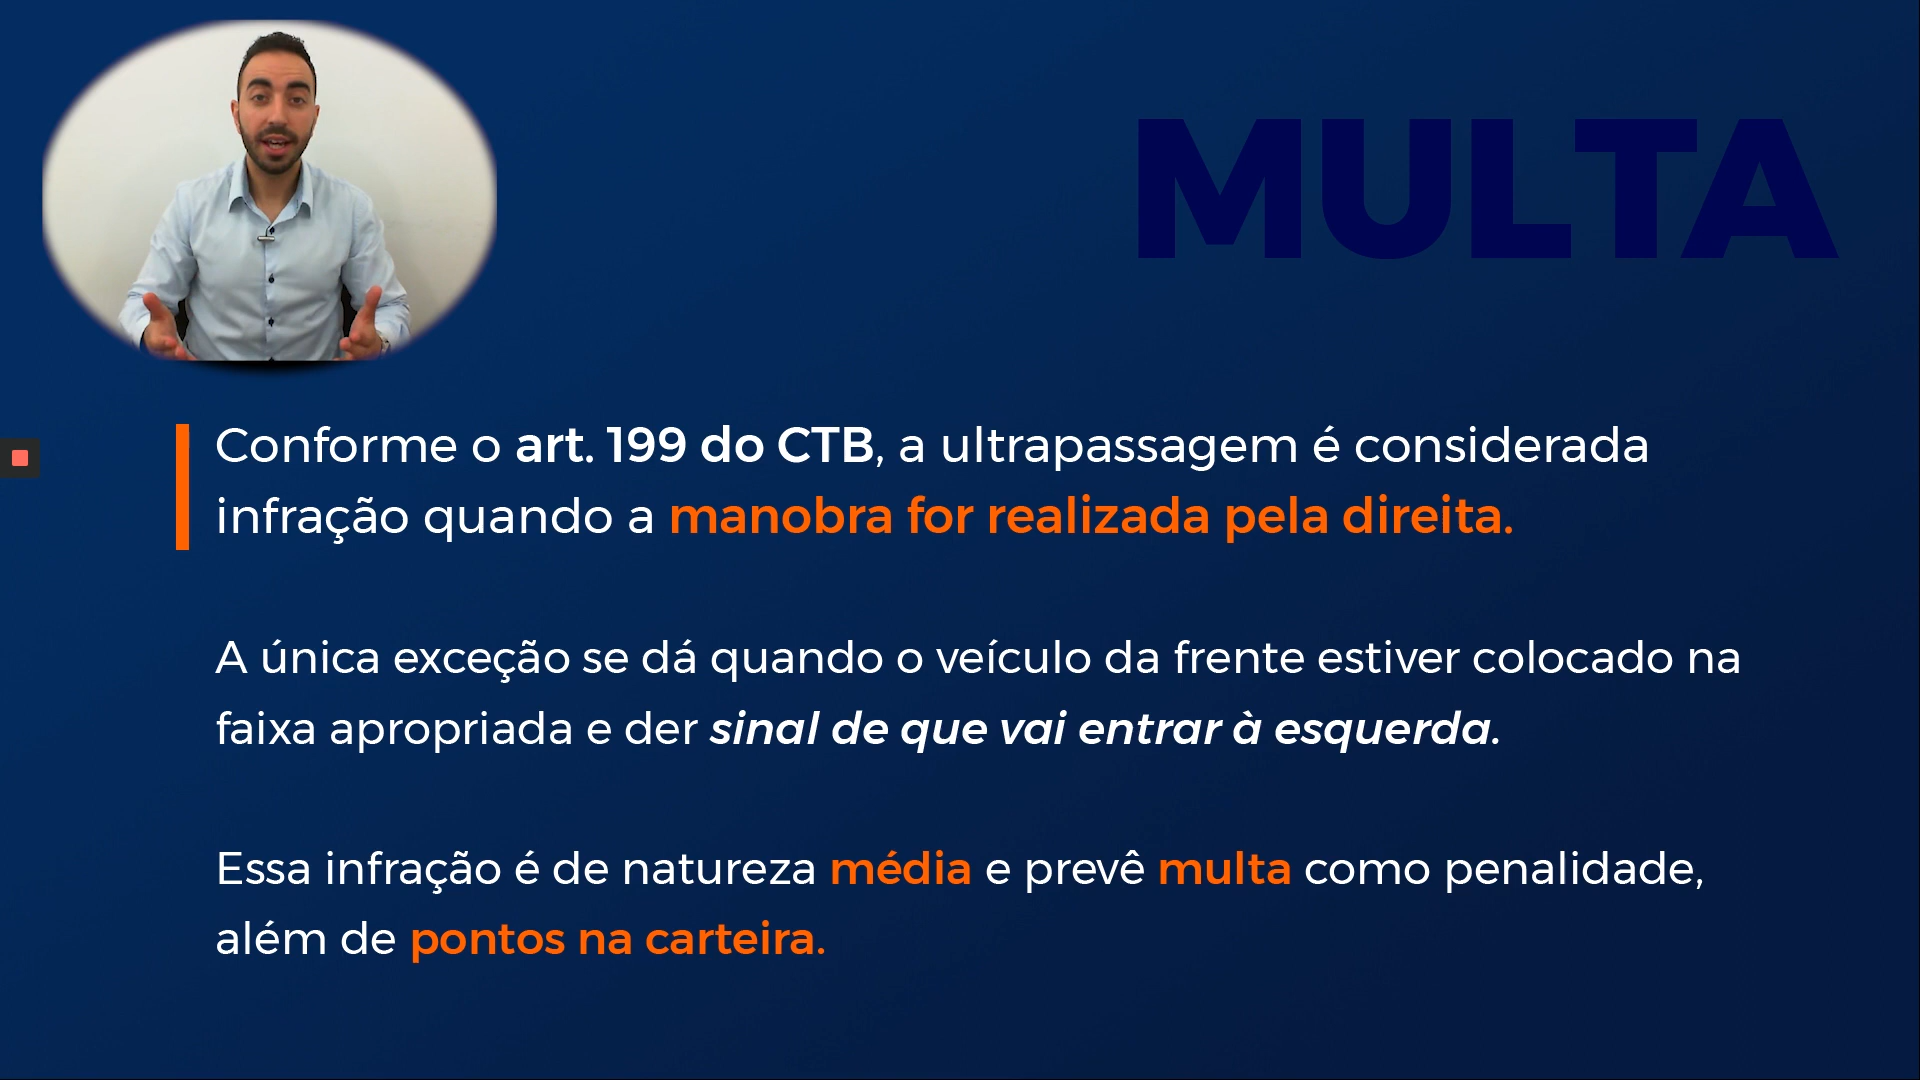 MULTA
Conforme o art. 199 do CTB, a ultrapassagem é considerada
infração quando a manobra for realizada pela direita.
A única exceção se dá quando o veículo da frente estiver colocado na
faixa apropriada e der sinal de que vai entrar à esquerda.
Essa infração é de natureza média e prevê multa como penalidade,
além de pontos na carteira.